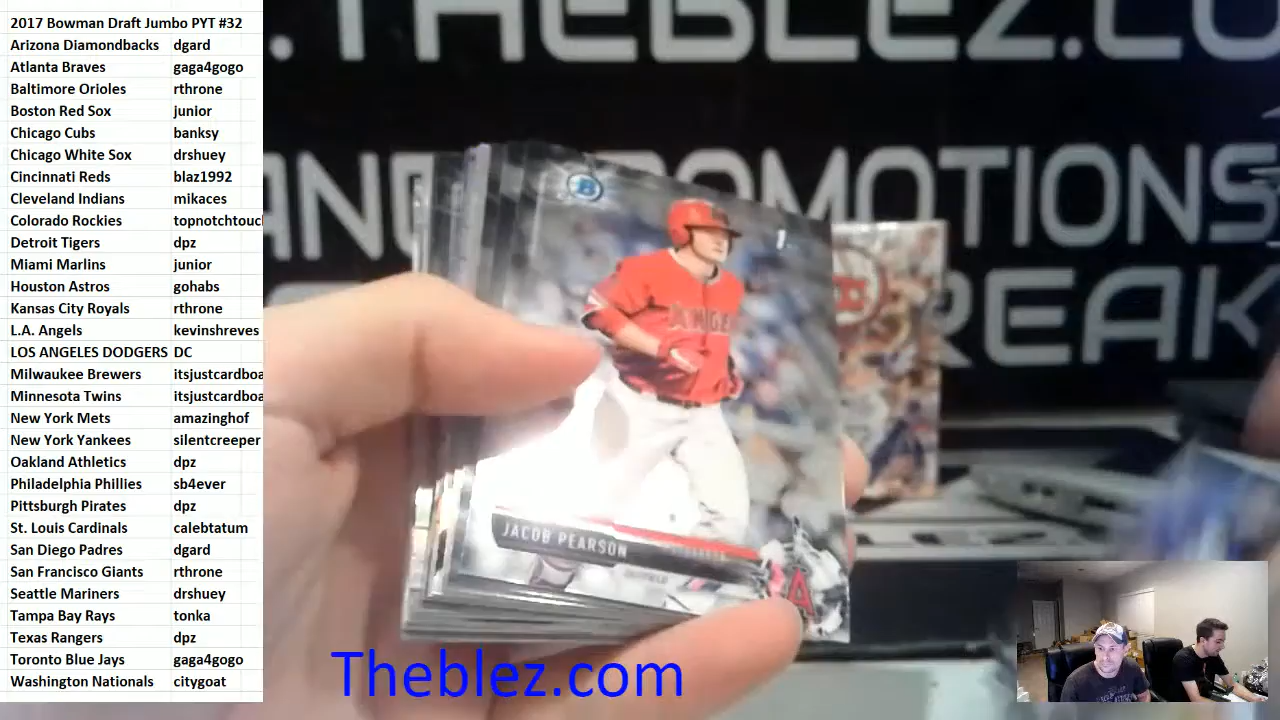 2017 Bowman Draft Jumbo PYT #32
Arizona Diamondbacks dgard
Atlanta Braves gaga4gogo
Baltimore Orioles rthrone
Boston Red Sox junior
Chicago Cubs banksy
Chicago White Sox drshuey
Cincinnati Reds blaz1992
Cleveland Indians mikaces
Colorado Rockies topnotchtoucl
Detroit Tigers dpz
Miami Marlins junior
Houston Astros gohabs
Kansas City Royals rthrone
L.A. Angels kevinshreves
LOS ANGELES DODGERS DC
Milwaukee Brewers itsjustcardboa
Minnesota Twins itsjustcardboa
New York Mets amazinghof
New York Yankees silentcreeper
Oakland Athletics dpz
Philadelphia Phillies sb4ever
Pittsburgh Pirates dpz
St. Louis Cardinals calebtatum
San Diego Padres dgard
San Francisco Giants rthrone
Seattle Mariners drshuey
Tampa Bay Rays tonka
Texas Rangers dpz
Toronto Blue Jays gaga4gogo
Washington Nationals citygoat
.THEBLEZ.CO
AND PROMOTIONS
BREAK
B
ANGE
JACOB PEARSON
A
Theblez.com